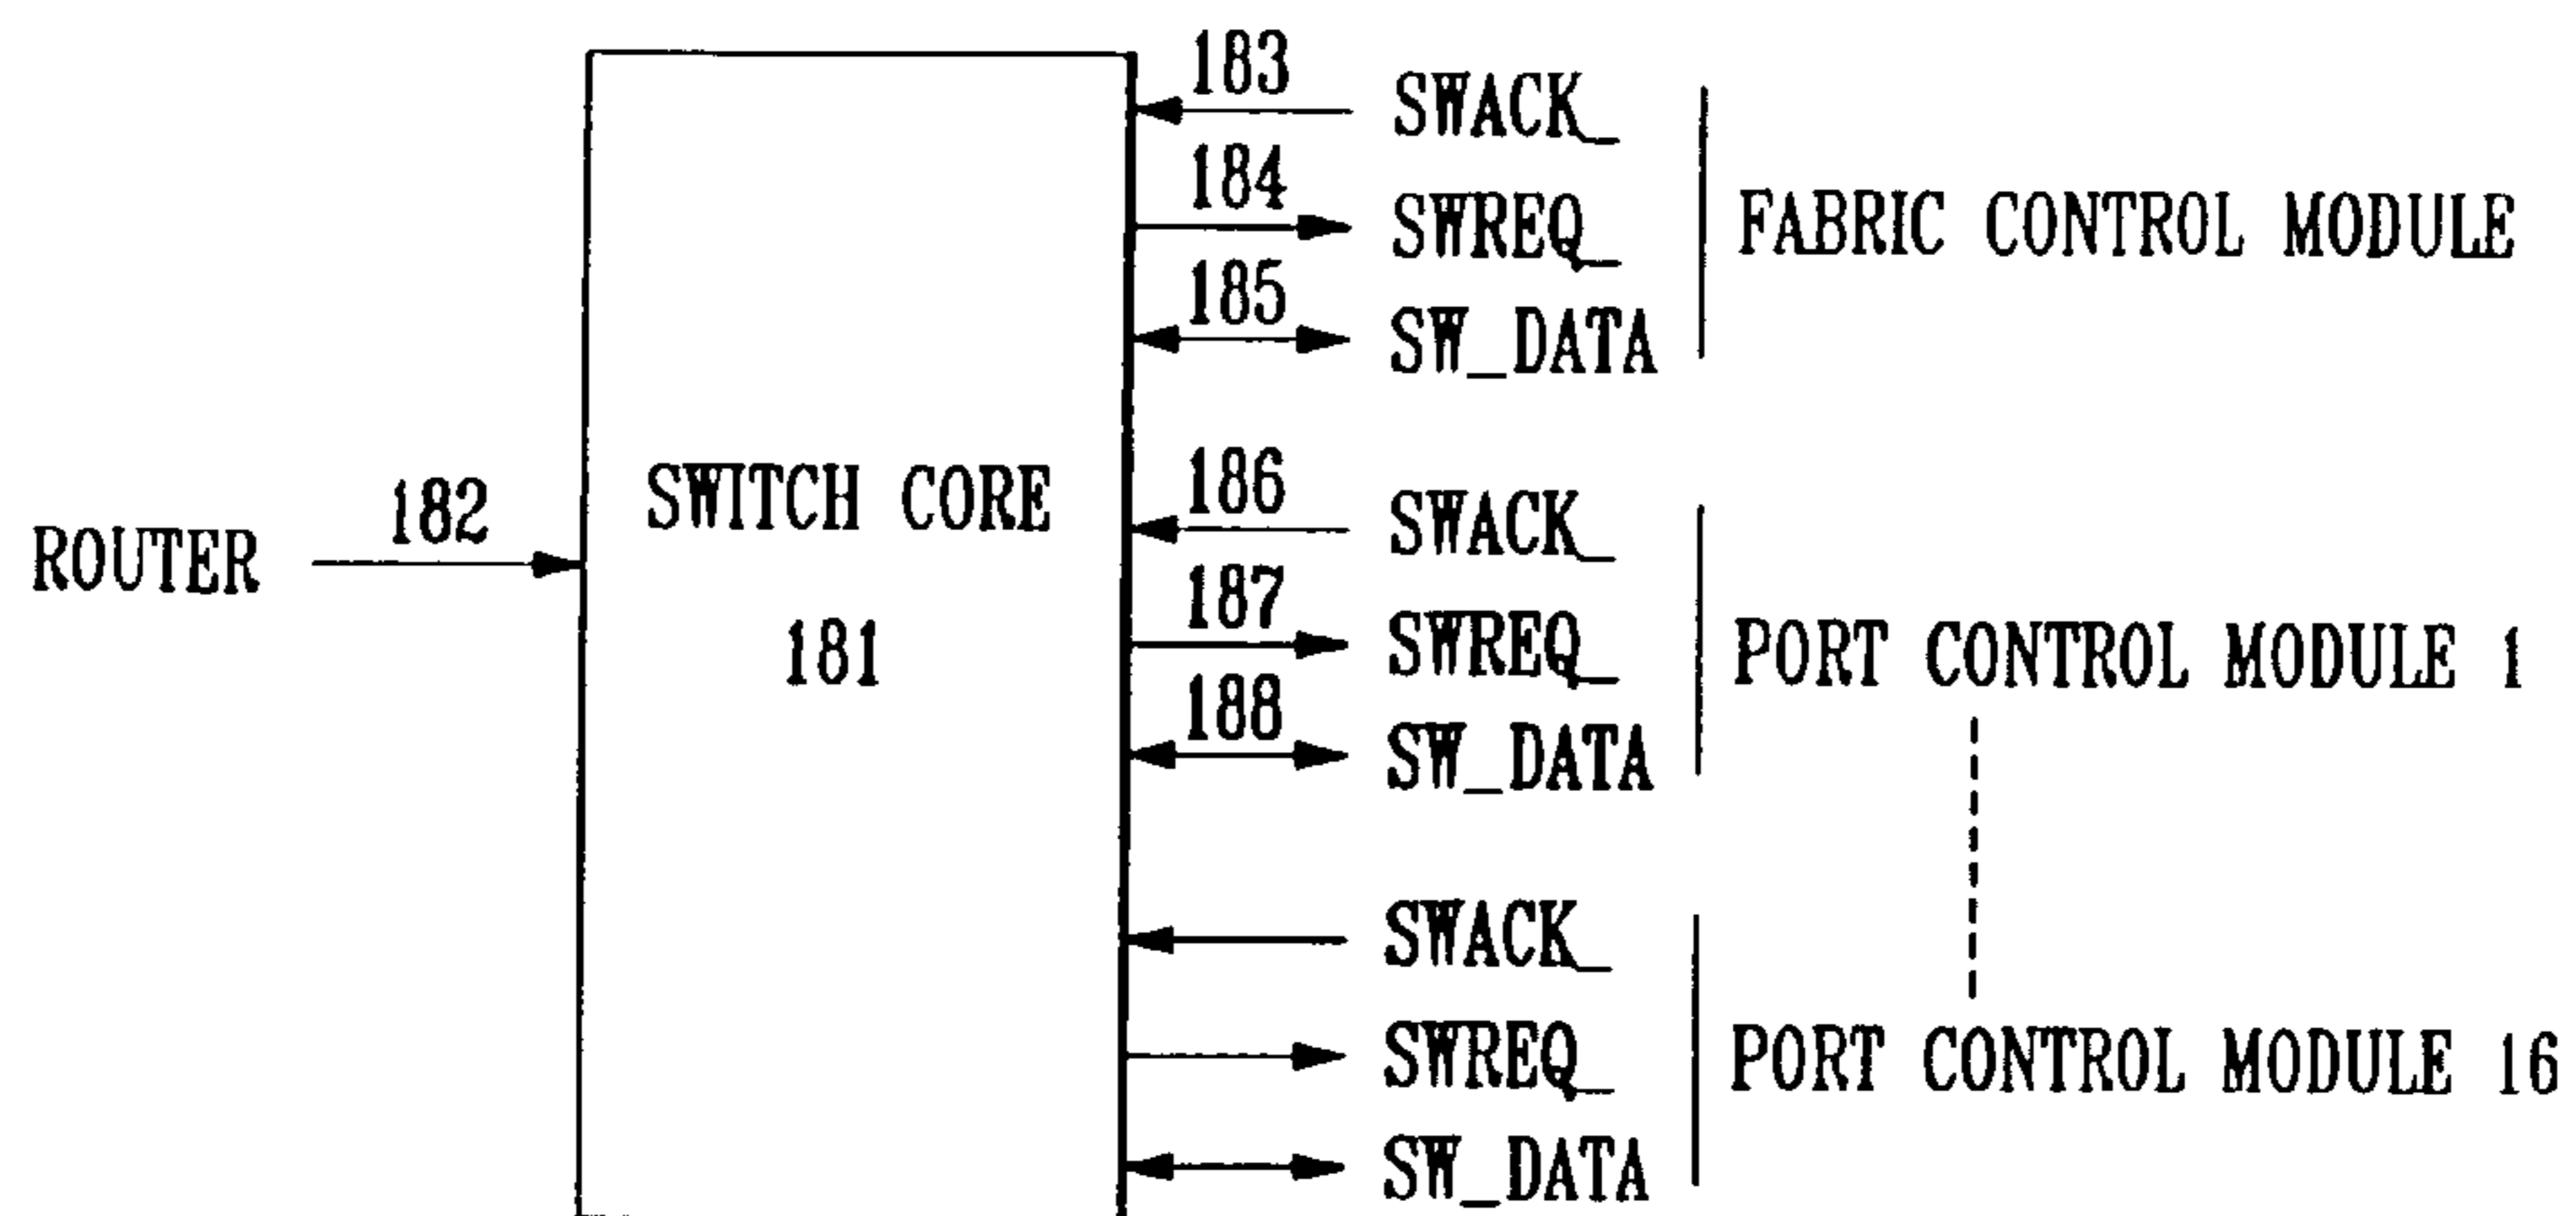 183
SWACK_
184
SWREQ_
FABRIC CONTROL MODULE
185
SW_DATA
ROUTER
182
SWITCH CORE
181
186
SWACK_
187
SWREQ_
PORT CONTROL MODULE 1
188
SW_DATA
SWACK_
SWREQ_
PORT CONTROL MODULE 16
SW_DATA